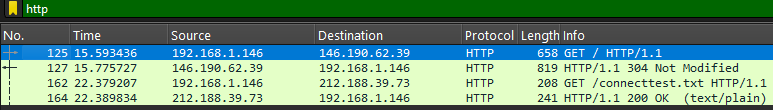 http
No. Time Source Destination Protocol Length Info
125 15.593436 192.168.1.146 146.190.62.39 HTTP 658 GET / HTTP/1.1
127 15.775727 146.190.62.39 192.168.1.146 HTTP 819 HTTP/1.1 304 Not Modified
162 22.379207 192.168.1.146 212.188.39.73 HTTP 208 GET /connecttest.txt HTTP/1.1
164 22.389834 212.188.39.73 192.168.1.146 HTTP 241 HTTP/1.1 200 OK (text/plain)